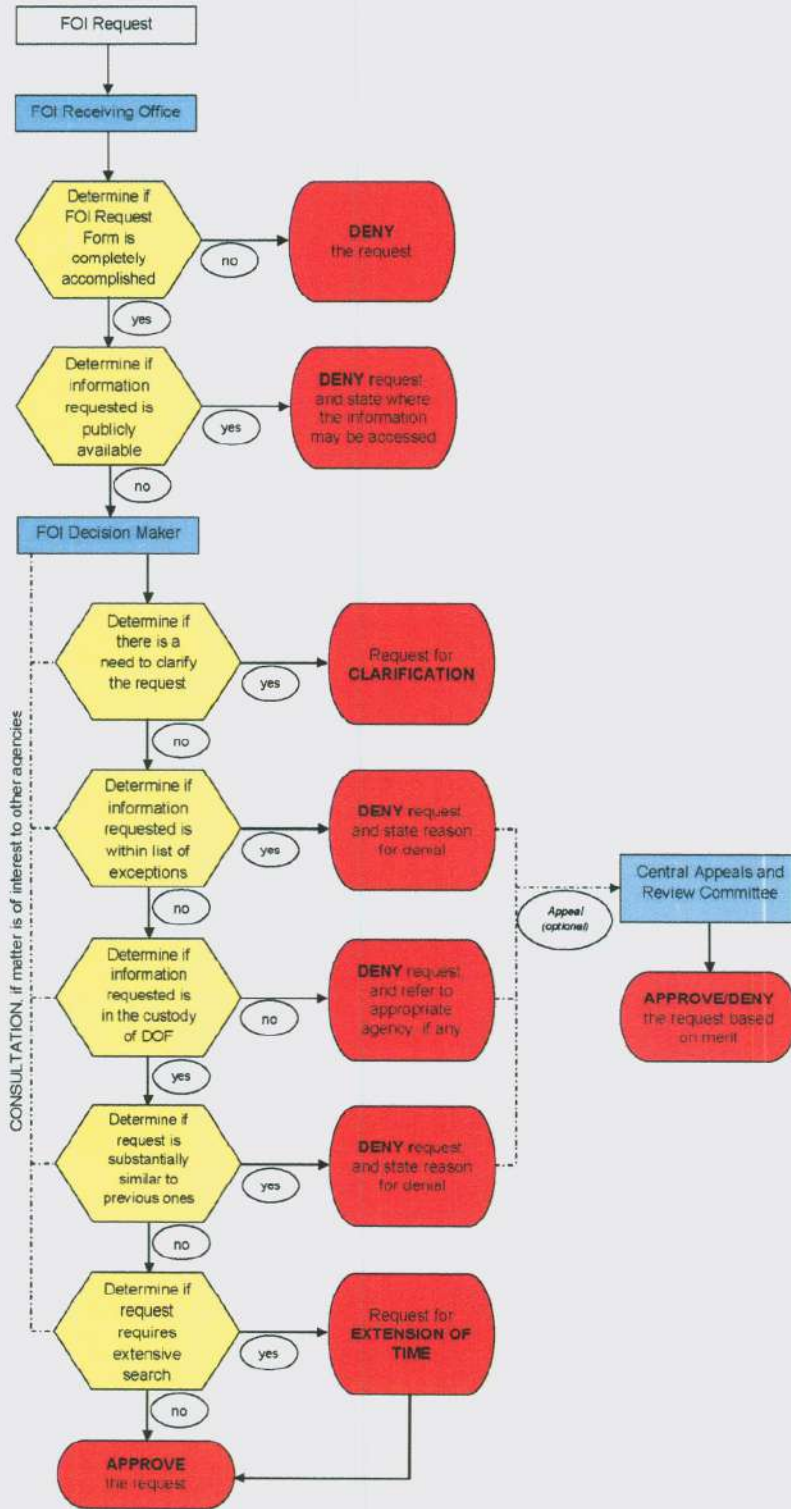 FOI Request
FOI Receiving Office
Determine if
FOI Request
Form is
completely
accomplished
no
DENY
the request
yes
Determine if
information
requested is
publicly
available
yes
DENY request
and state where
the information
may be accessed
no
FOI Decision Maker
CONSULTATION, if matter is of interest to other agencies
Determine if
there is a
need to clarify
the request
yes
Request for
CLARIFICATION
no
Determine if
information
requested is
within list of
exceptions
yes
DENY request
and state reason
for denial
no
Appeal
(optional)
Central Appeals and
Review Committee
APPROVE/DENY
the request based
on merit
Determine if
information
requested is
in the custody
of DOF
no
DENY request
and refer to
appropriate
agency, if any
yes
Determine if
request is
substantially
similar to
previous ones
yes
DENY request
and state reason
for denial
no
Determine if
request
requires
extensive
search
yes
Request for
EXTENSION OF
TIME
no
APPROVE
the request